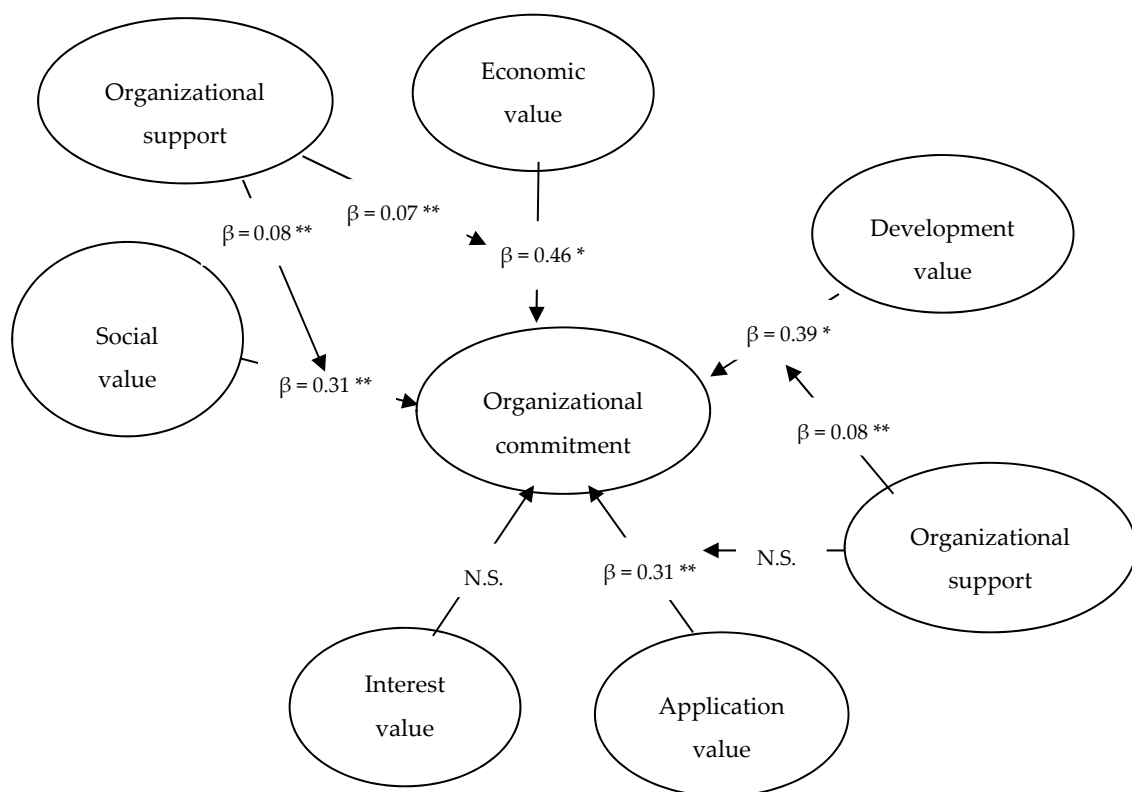 Organizational
support
Economic
value
β = 0.07 **
β = 0.08 **
β = 0.46 *
Development
value
Social
value
β = 0.31 **
β = 0.39 *
Organizational
commitment
β = 0.08 **
N.S.
β = 0.31 **
N.S.
Organizational
support
Interest
value
Application
value